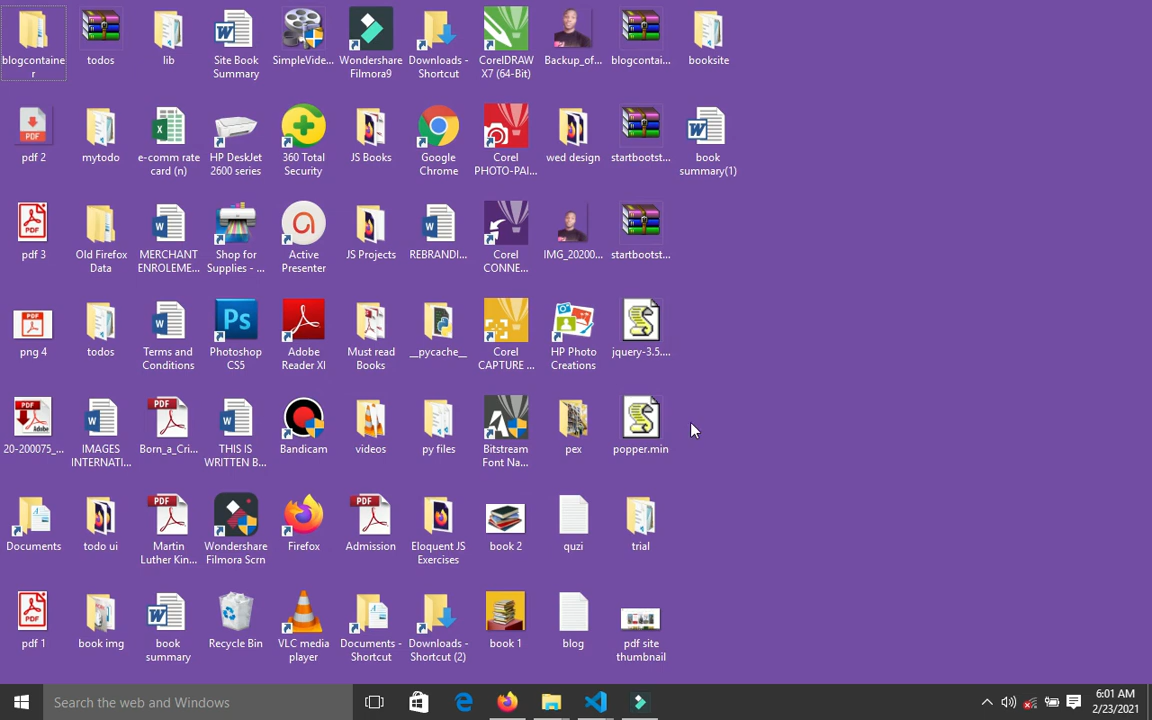 blogcontaine
r
todos
lib
Site Book
Summary
SimpleVide...
Wondershare
Filmora9
Downloads -
Shortcut
CorelDRAW
X7 (64-Bit)
Backup_of...
blogcontai...
booksite
PDF
pdf 2
mytodo
e-comm rate
card (n)
HP DeskJet
2600 series
360 Total
Security
JS Books
Google
Chrome
Corel
PHOTO-PAI...
wed design
startbootst...
book
summary(1)
pdf 3
Old Firefox
Data
MERCHANT
ENROLEME...
Shop for
Supplies - ...
Active
Presenter
JS Projects
REBRANDI...
Corel
CONNE...
IMG_20200...
startbootst...
png 4
todos
Terms and
Conditions
Ps
Photoshop
CS5
Adobe
Reader XI
Must read
Books
__pycache__
Corel
CAPTURE ...
HP Photo
Creations
jquery-3.5....
PDF
Adobe
20-200075_...
IMAGES
INTERNATI...
PDF
Born_a_Cri...
THIS IS
WRITTEN B...
Bandicam
videos
py files
Bitstream
Font Na...
pex
popper.min
Documents
todo ui
PDF
Martin
Luther Kin...
Wondershare
Filmora Scrn
Firefox
PDF
Admission
Eloquent JS
Exercises
book 2
quzi
trial
pdf 1
book img
book
summary
Recycle Bin
VLC media
player
Documents -
Shortcut
Downloads -
Shortcut (2)
book 1
blog
pdf site
thumbnail
Search the web and Windows
6:01 AM
2/23/2021